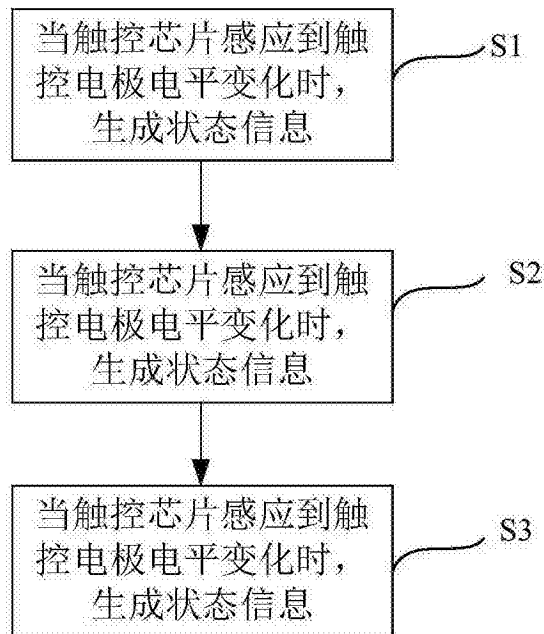 当触控芯片感应到触
控电极电平变化时，
生成状态信息
S1
当触控芯片感应到触
控电极电平变化时，
生成状态信息
S2
当触控芯片感应到触
控电极电平变化时，
生成状态信息
S3